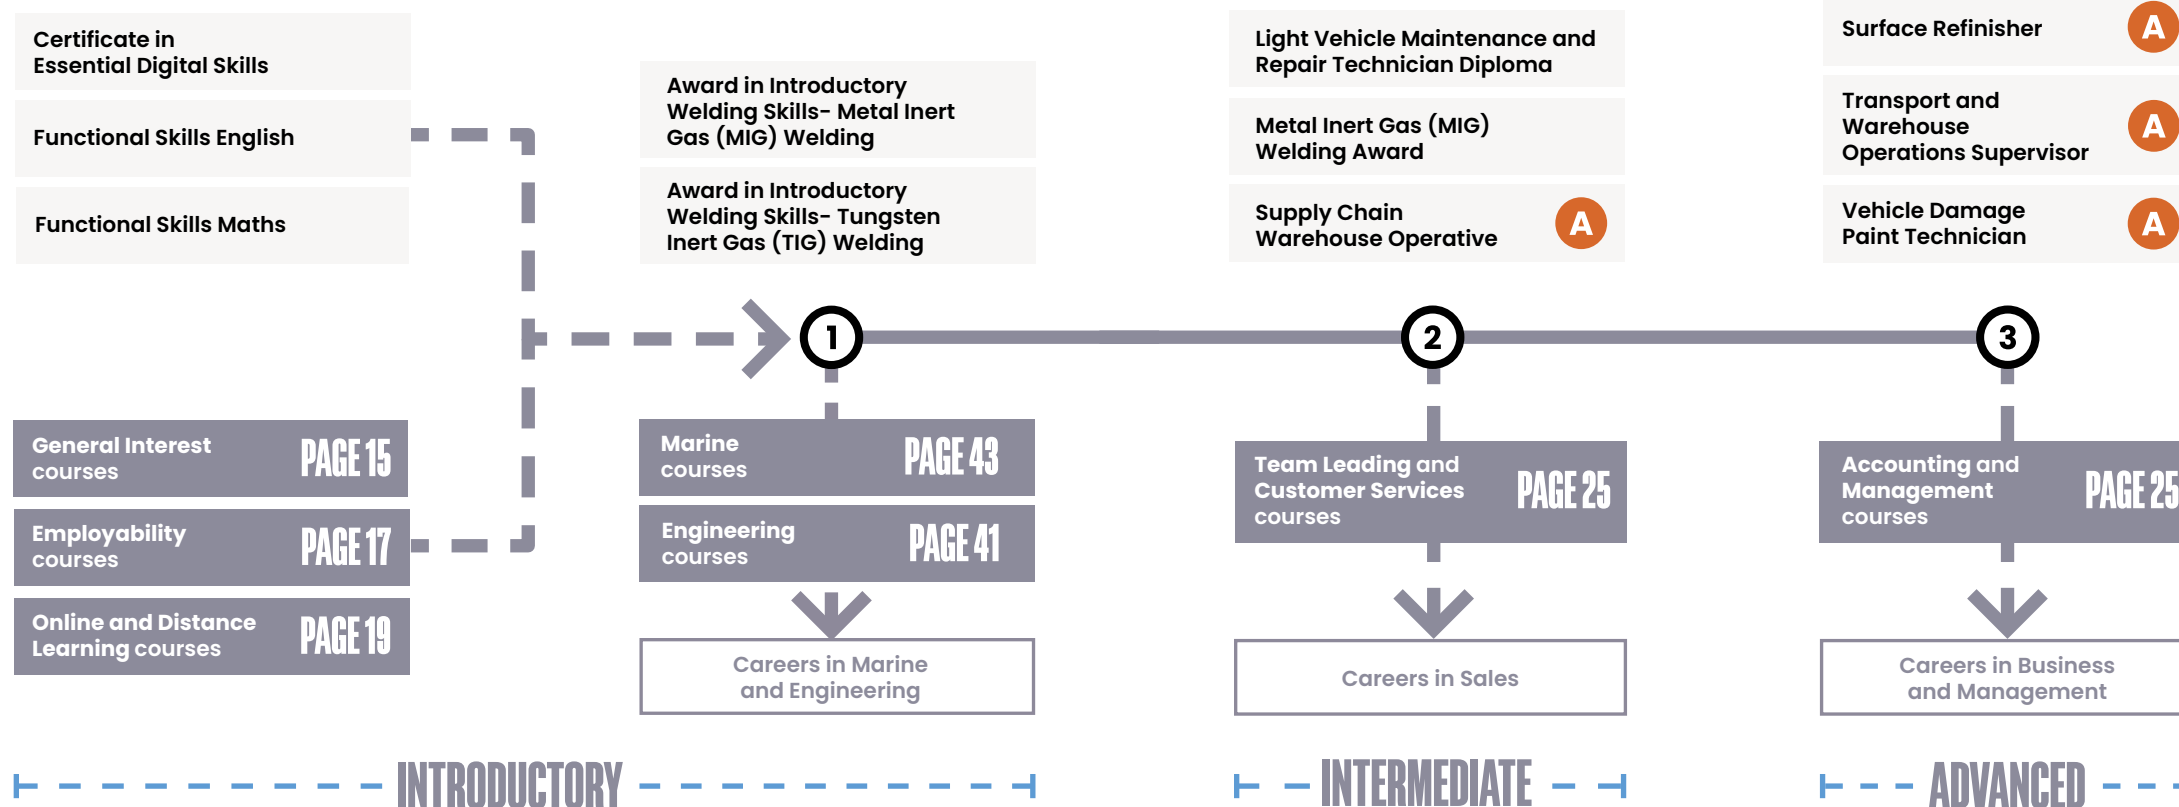 Certificate in
Essential Digital Skills
Functional Skills English
Functional Skills Maths
Award in Introductory
Welding Skills- Metal Inert
Gas (MIG) Welding
Award in Introductory
Welding Skills- Tungsten
Inert Gas (TIG) Welding
Light Vehicle Maintenance and
Repair Technician Diploma
Metal Inert Gas (MIG)
Welding Award
Supply Chain
Warehouse Operative
A
Surface Refinisher
A
Transport and
Warehouse
Operations Supervisor
A
Vehicle Damage
Paint Technician
A
1
2
3
General Interest
courses
PAGE 15
Employability
courses
PAGE 17
Online and Distance
Learning courses
PAGE 19
Marine
courses
PAGE 43
Engineering
courses
PAGE 41
Careers in Marine
and Engineering
Team Leading and
Customer Services
courses
PAGE 25
Careers in Sales
Accounting and
Management
courses
PAGE 25
Careers in Business
and Management
INTRODUCTORY
INTERMEDIATE
ADVANCED